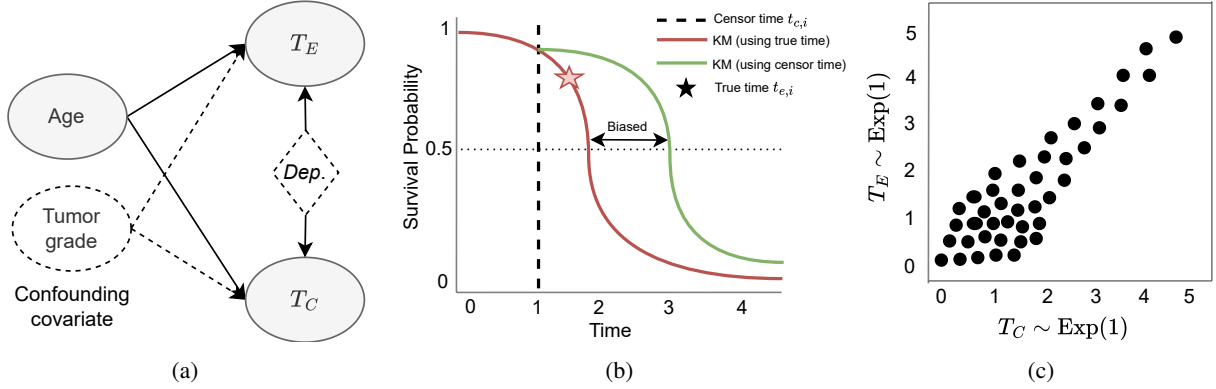 Age
Tumor
grade
Confounding
covariate
T_E
Dep.
T_C
(a)
Survival Probability
1
0.5
0
Censor time t_{c,i}
KM (using true time)
KM (using censor time)
True time t_{e,i}
Biased
0 1 2 3 4
Time
(b)
T_E ∼ Exp(1)
5
4
3
2
1
0
0 1 2 3 4 5
T_C ∼ Exp(1)
(c)